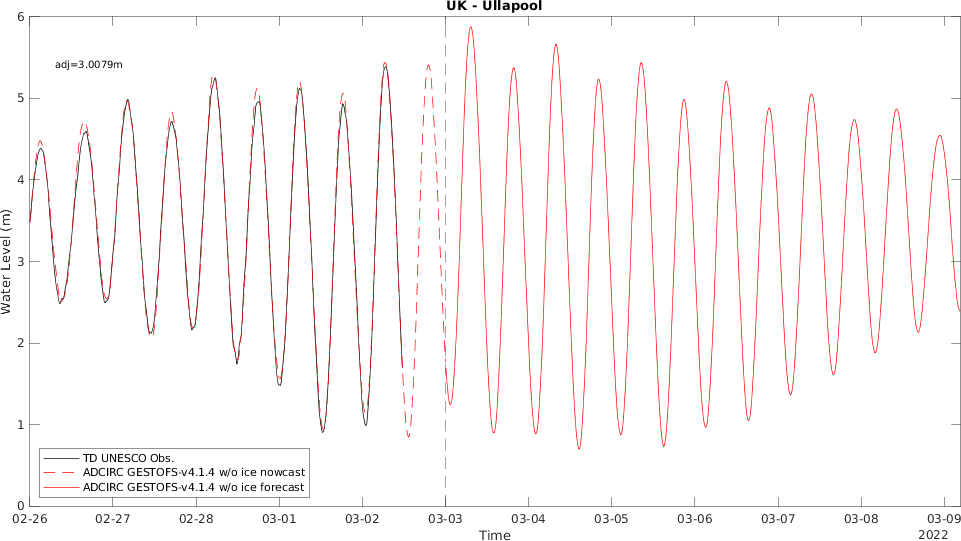 UK - Ullapool
adj=3.0079m
Water Level (m)
6
5
4
3
2
1
0
TD UNESCO Obs.
ADCIRC GESTOFS-v4.1.4 w/o ice nowcast
ADCIRC GESTOFS-v4.1.4 w/o ice forecast
02-26 02-27 02-28 03-01 03-02 03-03 03-04 03-05 03-06 03-07 03-08 03-09
Time
2022